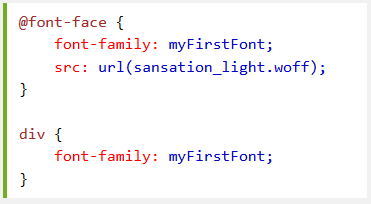 @font-face {
    font-family: myFirstFont;
    src: url(sansation_light.woff);
}

div {
    font-family: myFirstFont;
}